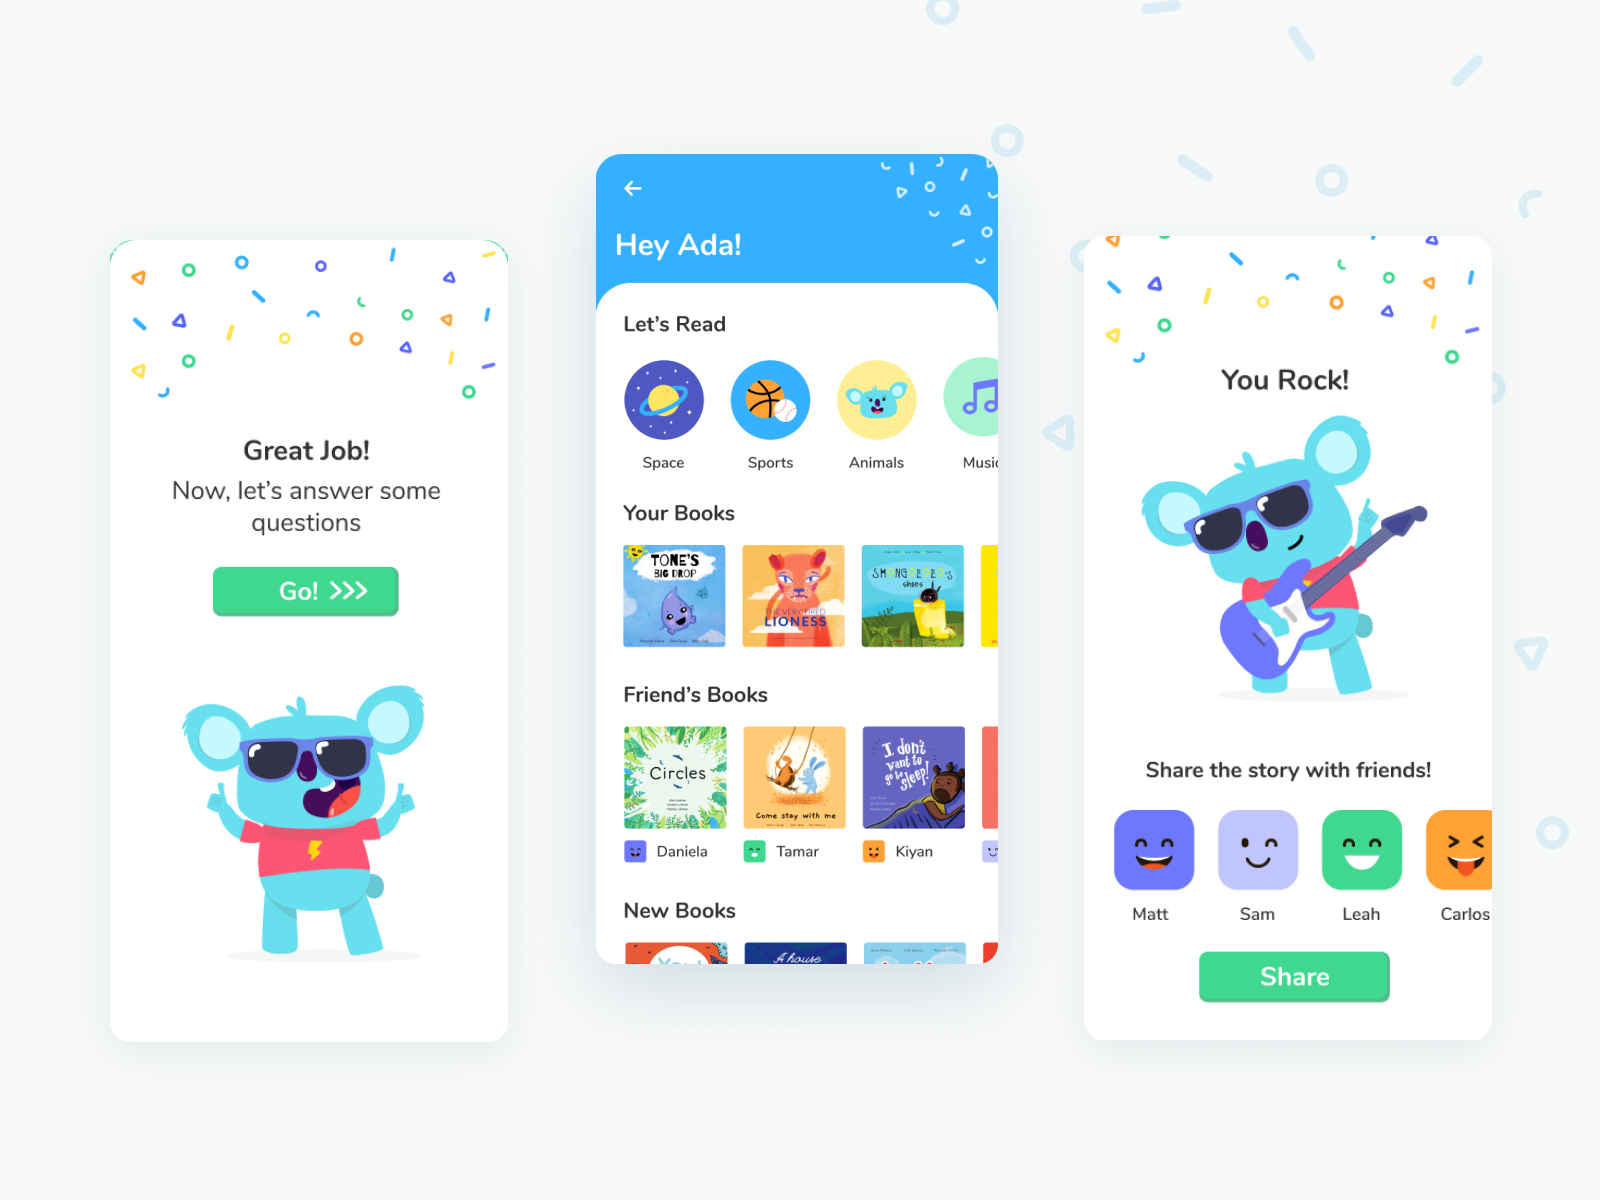 Great Job!
Now, let's answer some
questions
Go!
Hey Ada!
Let's Read
Space
Sports
Animals
Music
Your Books
TONE'S
BIG DROP
THE VERY TIRED
LIONESS
SHONGOLOLO'S
shoes
Friend's Books
Circles
Come stay with me
I don't
want to
go to
sleep!
Daniela
Tamar
Kiyan
New Books
A house
You Rock!
Share the story with friends!
Matt
Sam
Leah
Carlos
Share